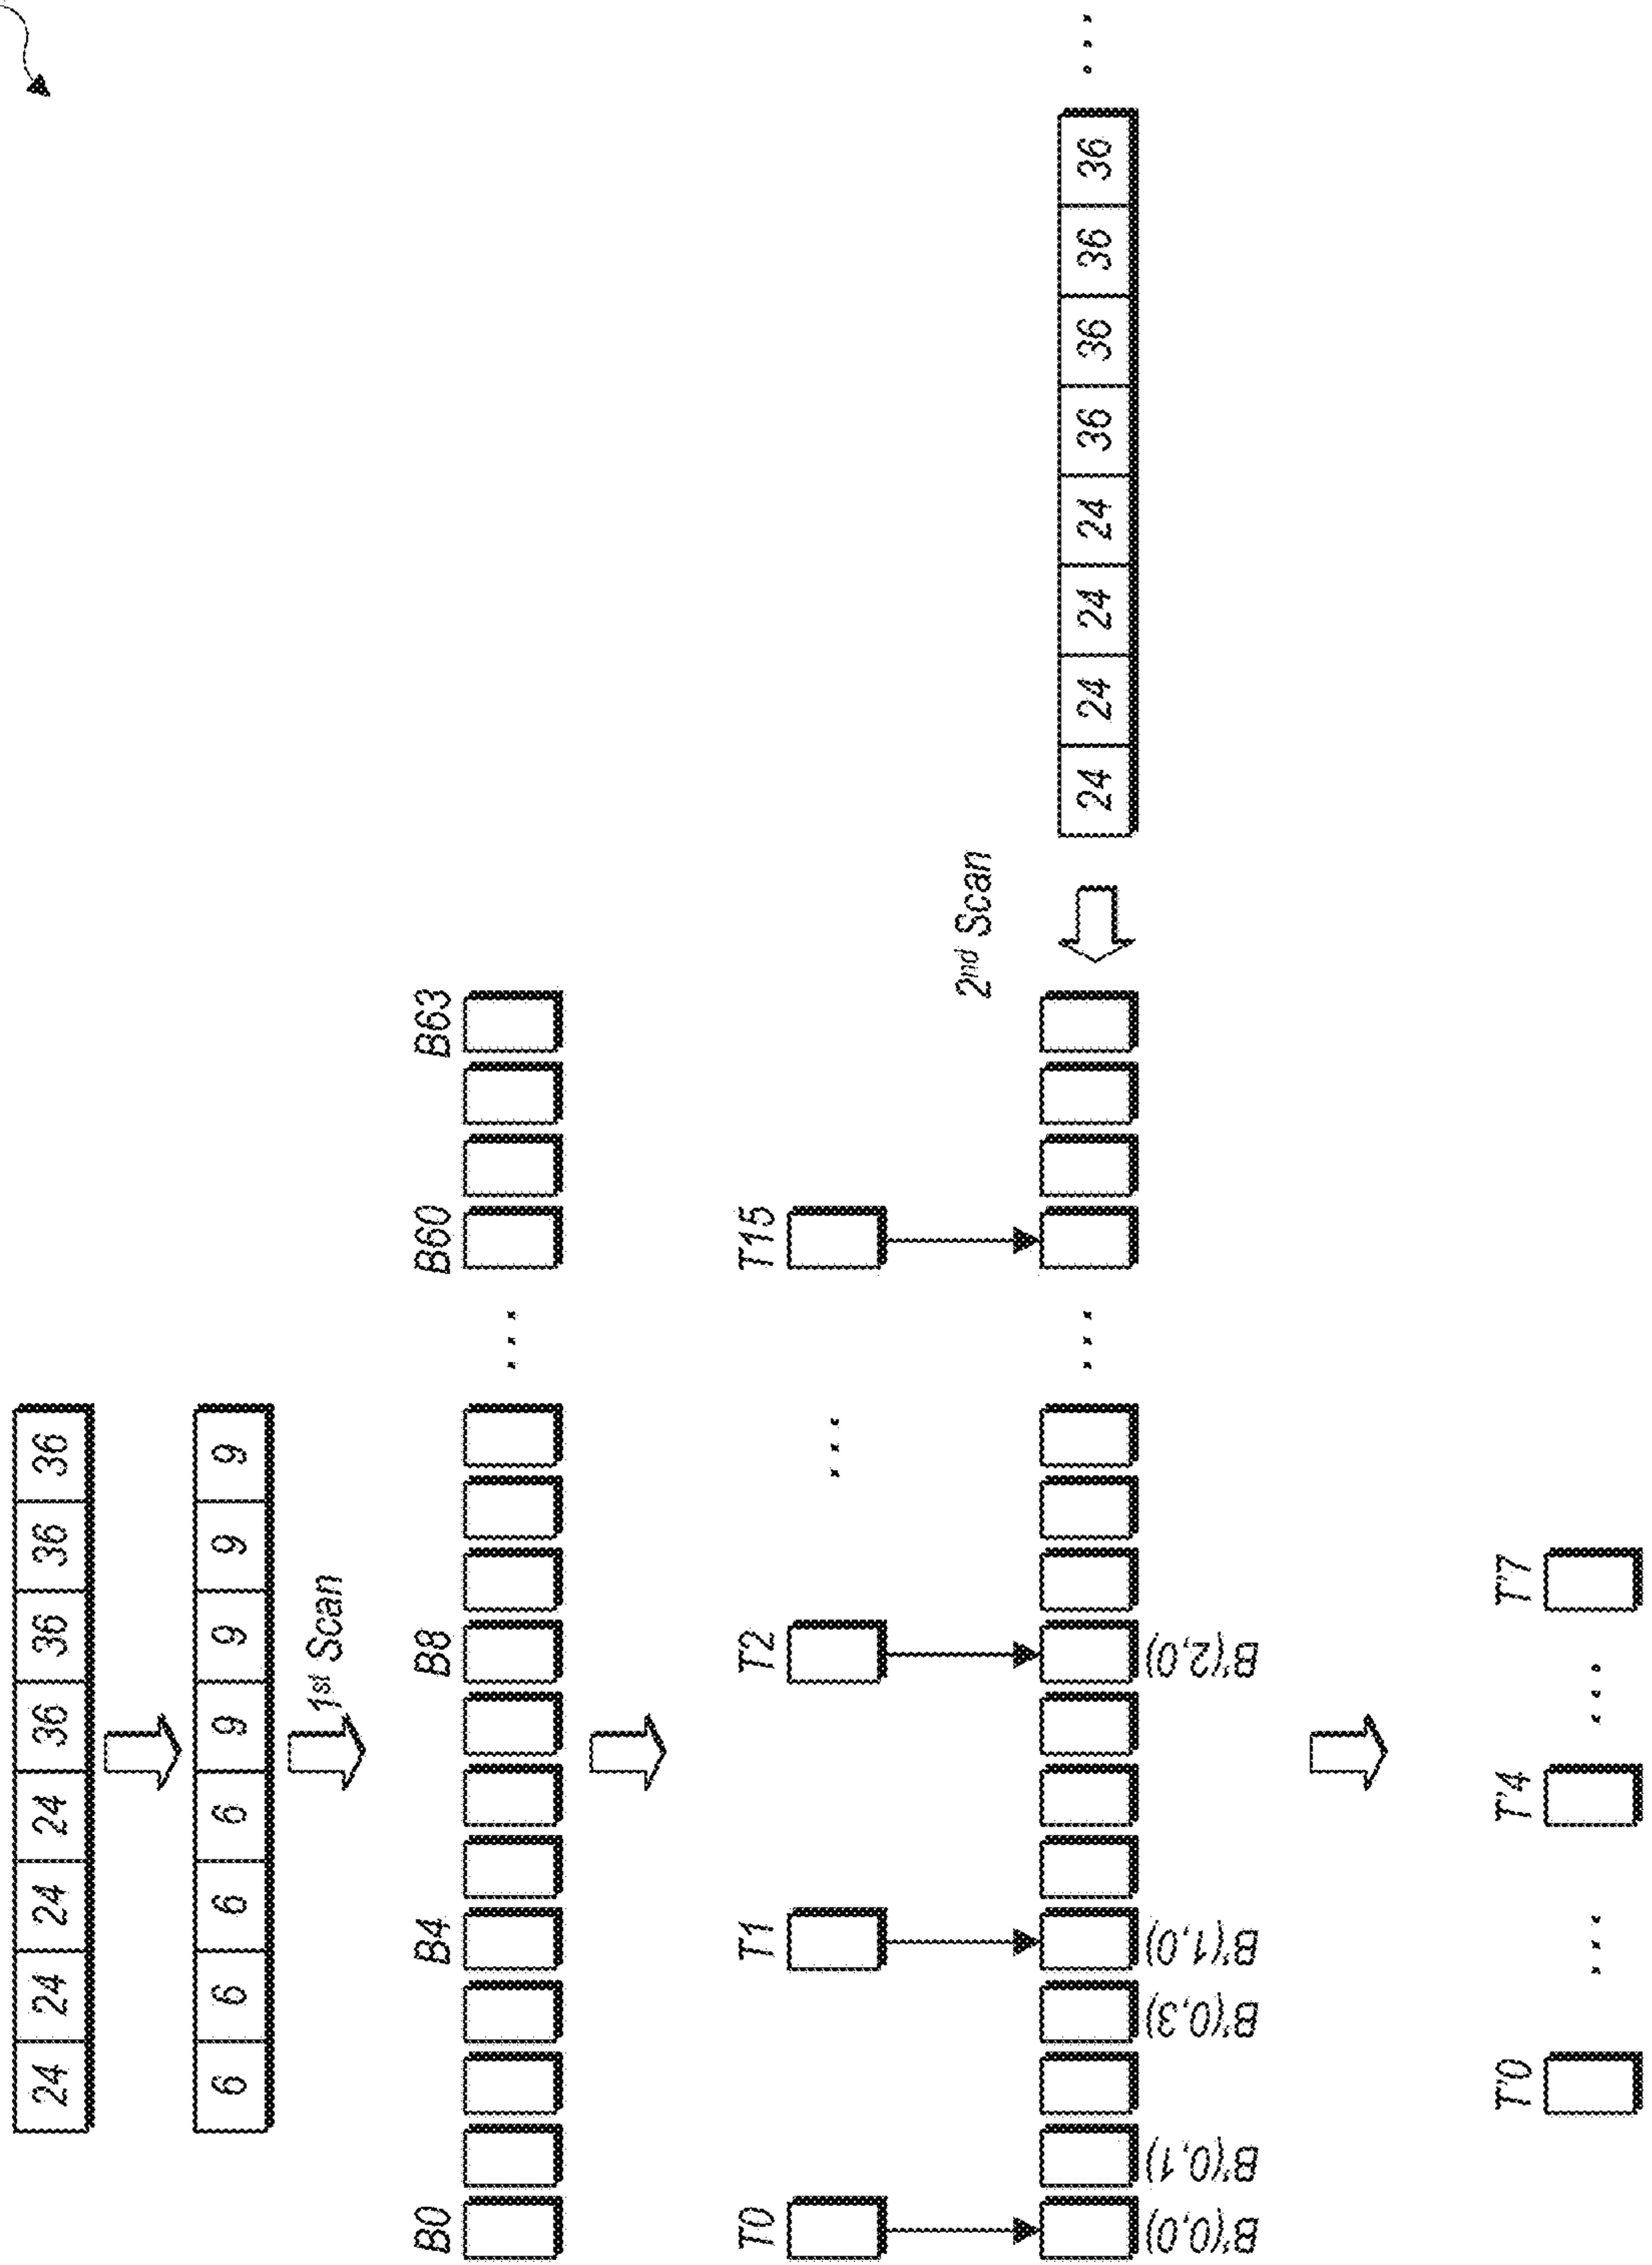 24 24 24 24 36 36 36 36
6 6 6 6 9 9 9 9
1st Scan
B0 B4 B8 ... B60 B63
T0 T1 T2 ... T15
2nd Scan
... 24 24 24 24 36 36 36 36 ...
B'(0,0) B'(0,1) B'(0,3) B'(1,0) B'(2,0)
T'0 ... T'4 ... T'7